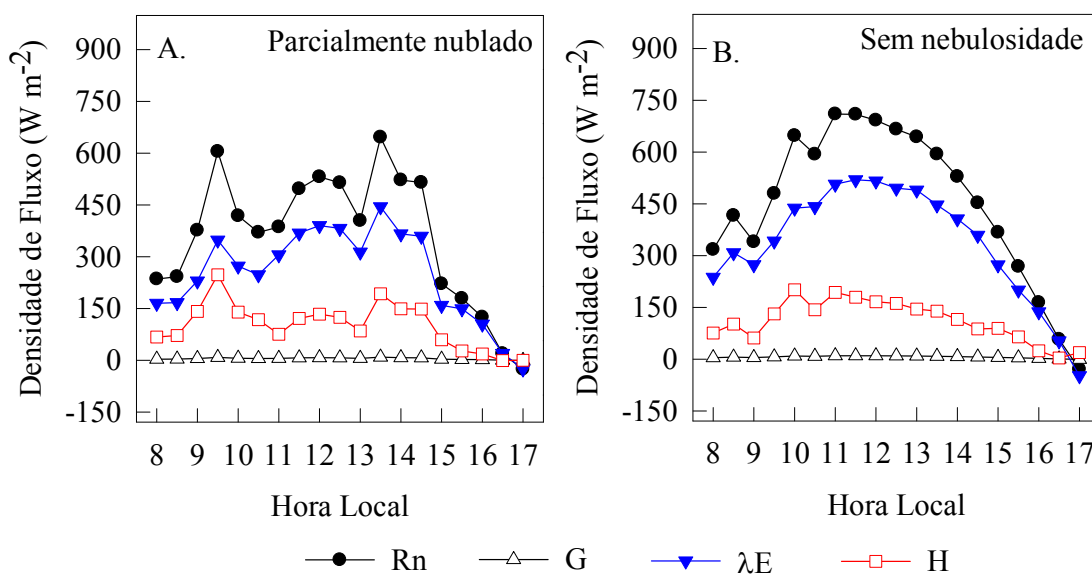 A.
Parcialmente nublado
Densidade de Fluxo (W m-2)
900
750
600
450
300
150
0
-150
8 9 10 11 12 13 14 15 16 17
Hora Local
B.
Sem nebulosidade
Densidade de Fluxo (W m-2)
900
750
600
450
300
150
0
-150
8 9 10 11 12 13 14 15 16 17
Hora Local
Rn G λE H